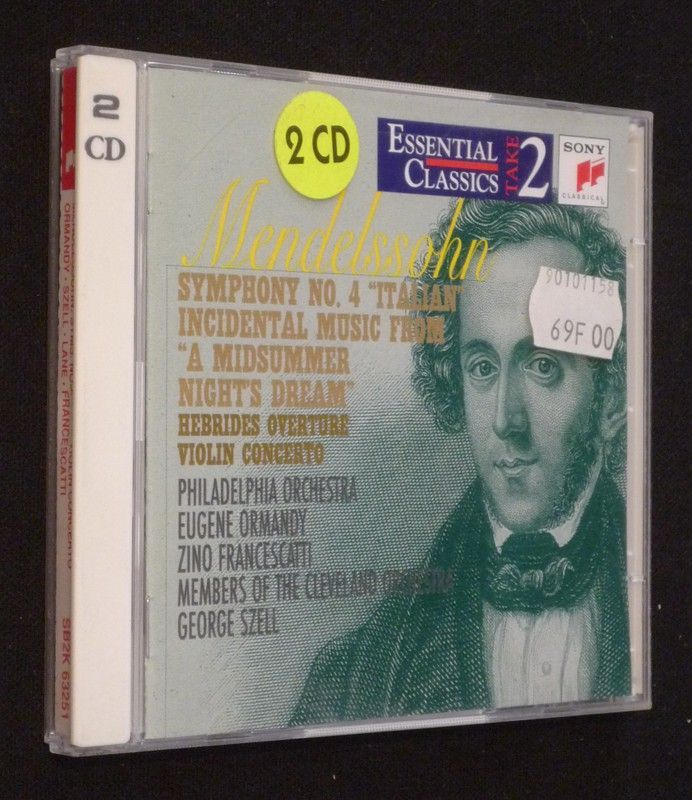 2
CD
2 CD
ESSENTIAL
CLASSICS
TAKE
2
SONY
CLASSICAL
Mendelssohn
SYMPHONY NO. 4 "ITALIAN"
INCIDENTAL MUSIC FROM
"A MIDSUMMER
NIGHT'S DREAM"
HEBRIDES OVERTURE
VIOLIN CONCERTO
PHILADELPHIA ORCHESTRA
EUGENE ORMANDY
ZINO FRANCESCATTI
MEMBERS OF THE CLEVELAND ORCHESTRA
GEORGE SZELL
90101158
69F 00
ORMANDY · SZELL · LANE · FRANCESCATTI
SB2K 63251